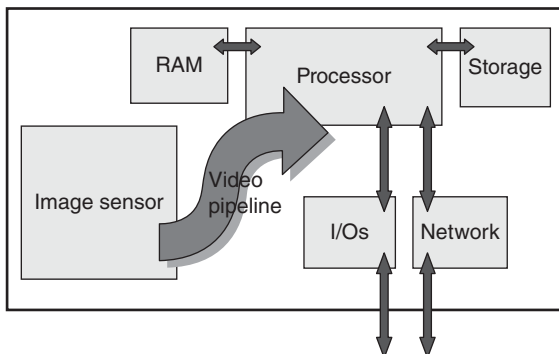 RAM
Processor
Storage
Image sensor
Video
pipeline
I/Os
Network